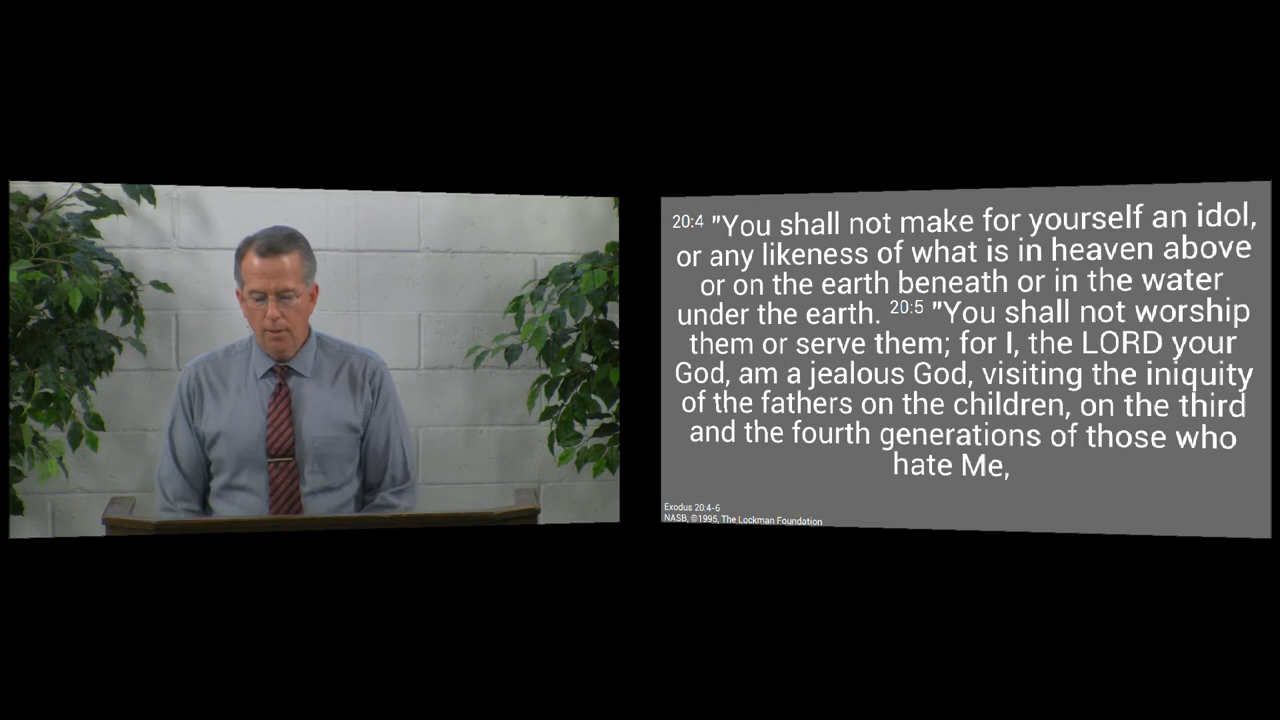 20:4 "You shall not make for yourself an idol,
or any likeness of what is in heaven above
or on the earth beneath or in the water
under the earth. 20:5 "You shall not worship
them or serve them; for I, the LORD your
God, am a jealous God, visiting the iniquity
of the fathers on the children, on the third
and the fourth generations of those who
hate Me,
Exodus 20:4-6
NASB, ©1995, The Lockman Foundation